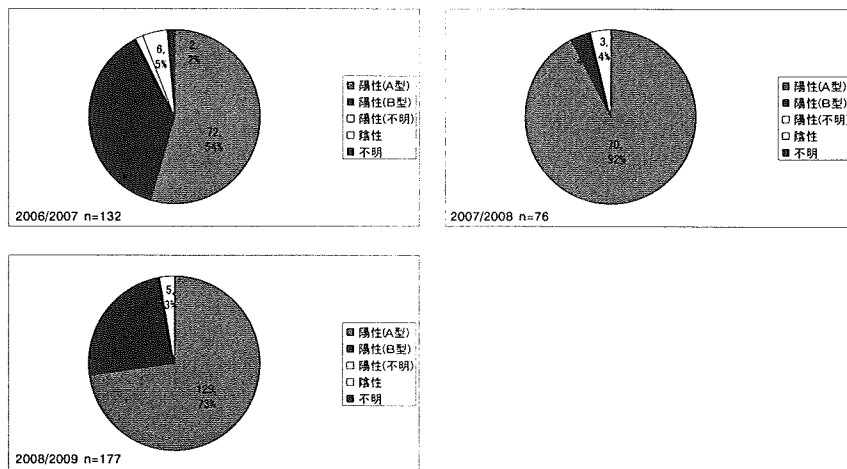 6,
5%
2,
2%
72,
54%
陽性(A型)
陽性(B型)
陽性(不明)
陰性
不明
2006/2007 n=132
3,
4%
70,
92%
陽性(A型)
陽性(B型)
陽性(不明)
陰性
不明
2007/2008 n=76
5,
3%
129,
73%
陽性(A型)
陽性(B型)
陽性(不明)
陰性
不明
2008/2009 n=177